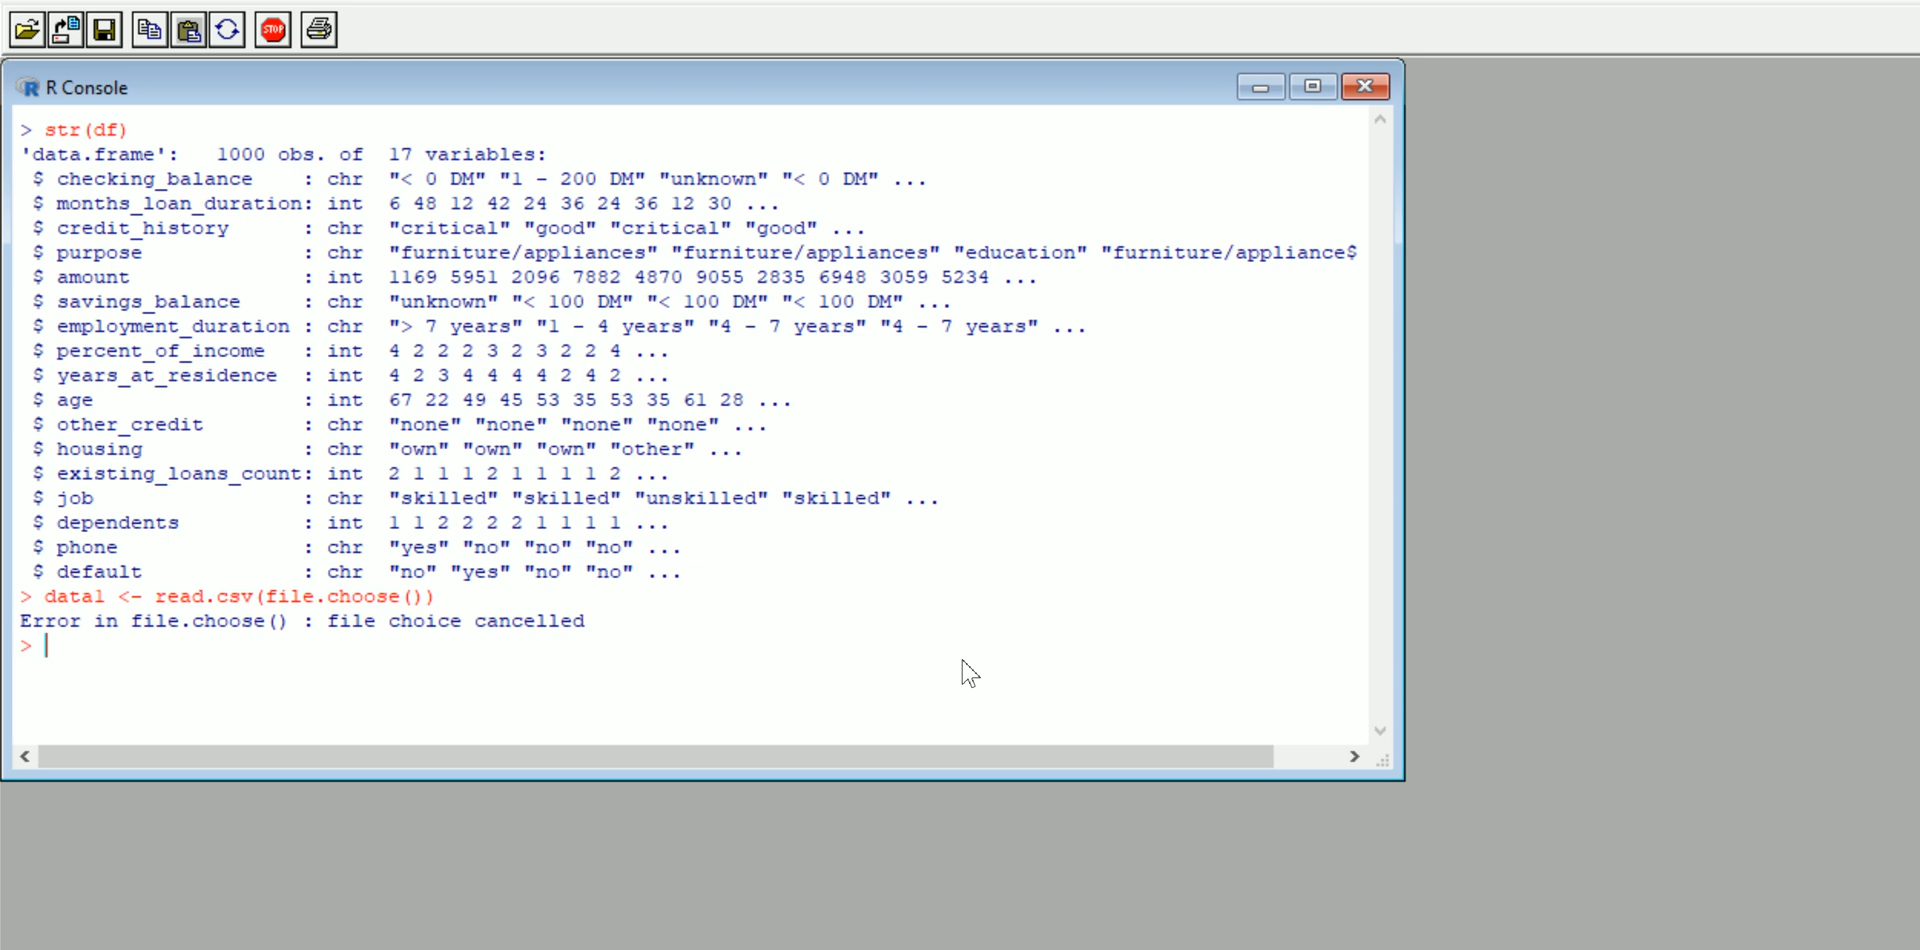 STOP
R Console
> str(df)
'data.frame':   1000 obs. of  17 variables:
 $ checking_balance    : chr  "< 0 DM" "1 - 200 DM" "unknown" "< 0 DM" ...
 $ months_loan_duration: int  6 48 12 42 24 36 24 36 12 30 ...
 $ credit_history      : chr  "critical" "good" "critical" "good" ...
 $ purpose             : chr  "furniture/appliances" "furniture/appliances" "education" "furniture/appliance$
 $ amount              : int  1169 5951 2096 7882 4870 9055 2835 6948 3059 5234 ...
 $ savings_balance     : chr  "unknown" "< 100 DM" "< 100 DM" "< 100 DM" ...
 $ employment_duration : chr  "> 7 years" "1 - 4 years" "4 - 7 years" "4 - 7 years" ...
 $ percent_of_income   : int  4 2 2 2 3 2 3 2 2 4 ...
 $ years_at_residence  : int  4 2 3 4 4 4 4 2 4 2 ...
 $ age                 : int  67 22 49 45 53 35 53 35 61 28 ...
 $ other_credit        : chr  "none" "none" "none" "none" ...
 $ housing             : chr  "own" "own" "own" "other" ...
 $ existing_loans_count: int  2 1 1 1 2 1 1 1 1 2 ...
 $ job                 : chr  "skilled" "skilled" "unskilled" "skilled" ...
 $ dependents          : int  1 1 2 2 2 2 1 1 1 1 ...
 $ phone               : chr  "yes" "no" "no" "no" ...
 $ default             : chr  "no" "yes" "no" "no" ...
> data1 <- read.csv(file.choose())
Error in file.choose() : file choice cancelled
>